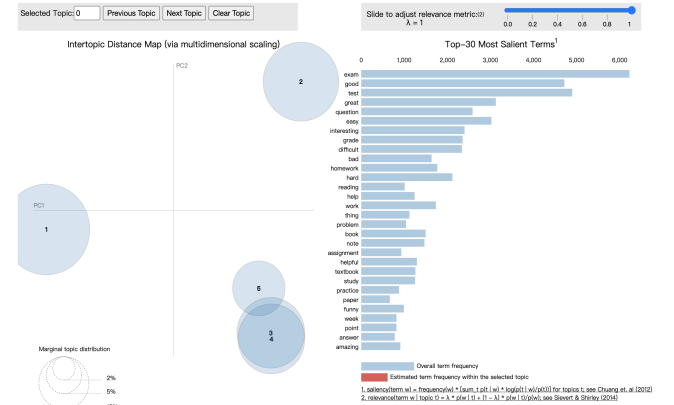 Selected Topic: 0 Previous Topic Next Topic Clear Topic
Slide to adjust relevance metric:(2)
λ = 1
0.0 0.2 0.4 0.6 0.8 1
Intertopic Distance Map (via multidimensional scaling)
PC2
PC1
1
2
5
3
4
Marginal topic distribution
2%
5%
Top-30 Most Salient Terms1
0 1,000 2,000 3,000 4,000 5,000 6,000
exam
good
test
great
question
easy
interesting
grade
difficult
bad
homework
hard
reading
help
work
thing
problem
book
note
assignment
helpful
textbook
study
practice
paper
funny
week
point
answer
amazing
Overall term frequency
Estimated term frequency within the selected topic
1. saliency(term w) = frequency(w) * [sum_t p(t | w) * log(p(t | w)/p(t))] for topics t; see Chuang et. al (2012)
2. relevance(term w | topic t) = λ * p(w | t) + (1 - λ) * p(w | t)/p(w); see Sievert & Shirley (2014)